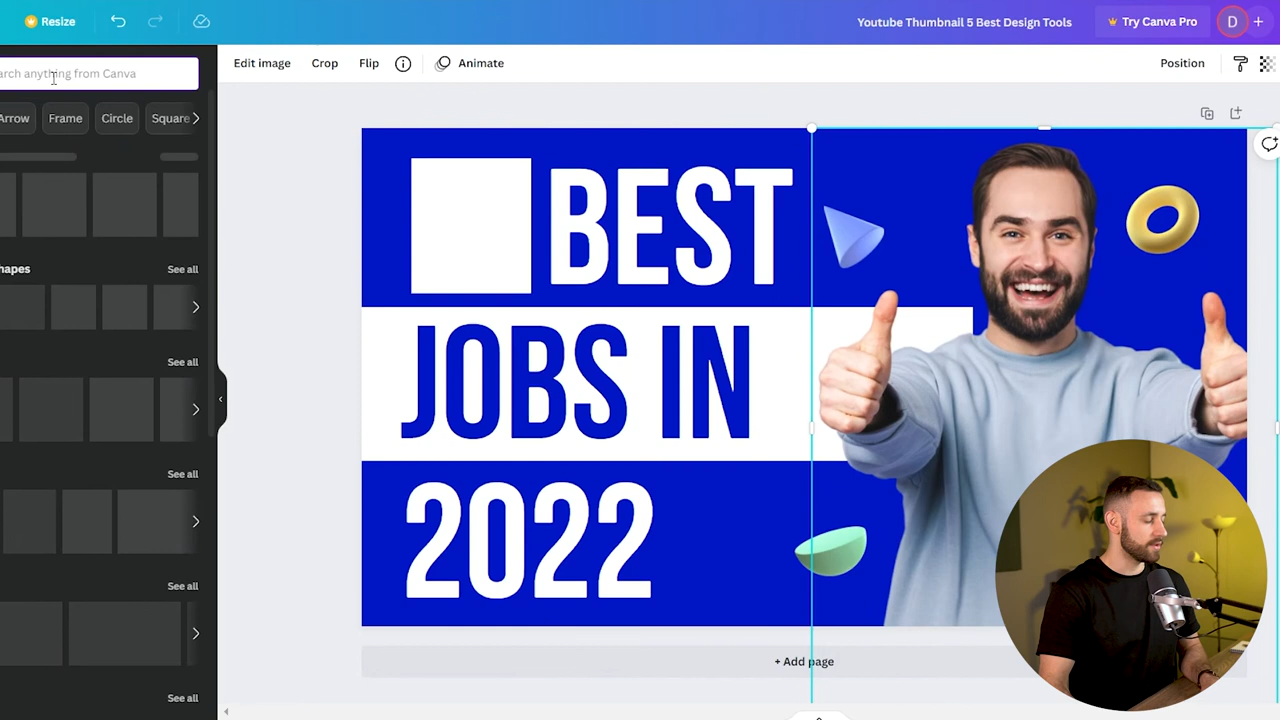 Resize
Youtube Thumbnail 5 Best Design Tools
Try Canva Pro
D
arch anything from Canva
Edit image
Crop
Flip
Animate
Position
Arrow
Frame
Circle
Square
hapes
See all
See all
See all
See all
See all
BEST
JOBS IN
2022
+ Add page